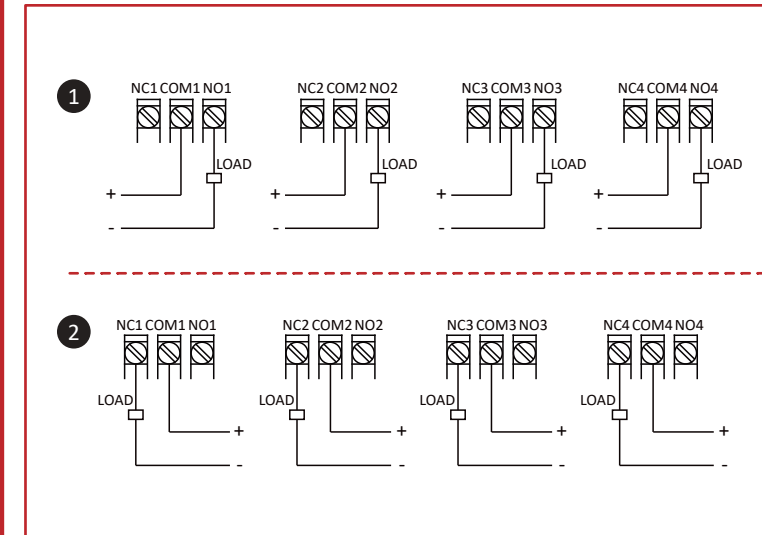 1
NC1 COM1 NO1 NC2 COM2 NO2 NC3 COM3 NO3 NC4 COM4 NO4
LOAD LOAD LOAD LOAD
+ + + +
- - - -
2
NC1 COM1 NO1 NC2 COM2 NO2 NC3 COM3 NO3 NC4 COM4 NO4
LOAD LOAD LOAD LOAD
+ + + +
- - - -